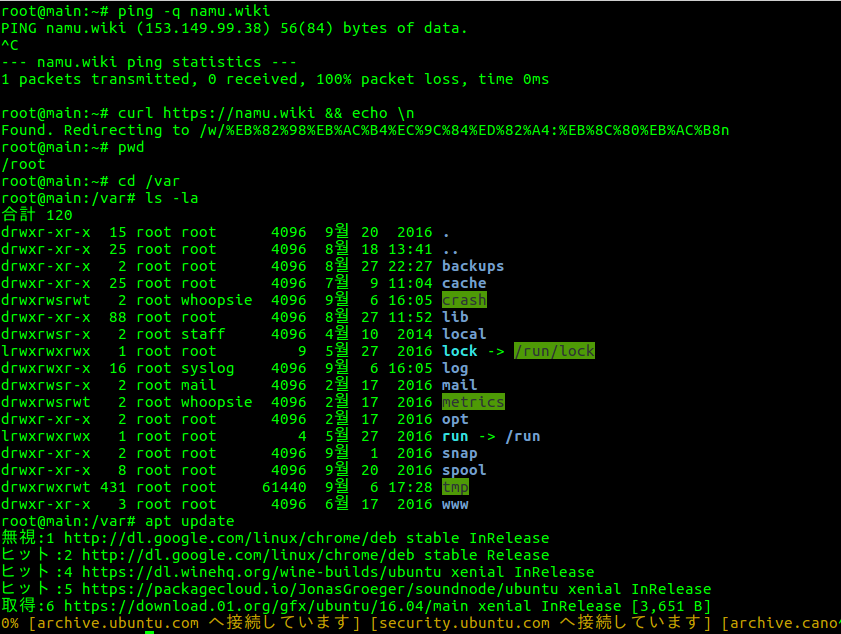 root@main:~# ping -q namu.wiki
PING namu.wiki (153.149.99.38) 56(84) bytes of data.
^C
--- namu.wiki ping statistics ---
1 packets transmitted, 0 received, 100% packet loss, time 0ms
root@main:~# curl https://namu.wiki && echo \n
Found. Redirecting to /w/%EB%82%98%EB%AC%B4%EC%9C%84%ED%82%A4:%EB%8C%80%EB%AC%B8n
root@main:~# pwd
/root
root@main:~# cd /var
root@main:/var# ls -la
合計 120
drwxr-xr-x  15 root root      4096  9월 20  2016 .
drwxr-xr-x  25 root root      4096  8월 18 13:41 ..
drwxr-xr-x   2 root root      4096  8월 27 22:27 backups
drwxr-xr-x  25 root root      4096  7월  9 11:04 cache
drwxrwsrwt   2 root whoopsie  4096  9월  6 16:05 crash
drwxr-xr-x  88 root root      4096  8월 27 11:52 lib
drwxrwsr-x   2 root staff     4096  4월 10  2014 local
lrwxrwxrwx   1 root root         9  5월 27  2016 lock -> /run/lock
drwxrwxr-x  16 root syslog    4096  9월  6 16:05 log
drwxrwsr-x   2 root mail      4096  2월 17  2016 mail
drwxrwsrwt   2 root whoopsie  4096  2월 17  2016 metrics
drwxr-xr-x   2 root root      4096  2월 17  2016 opt
lrwxrwxrwx   1 root root         4  5월 27  2016 run -> /run
drwxr-xr-x   2 root root      4096  9월  1  2016 snap
drwxr-xr-x   8 root root      4096  9월 20  2016 spool
drwxrwxrwt 431 root root     61440  9월  6 17:28 tmp
drwxr-xr-x   3 root root      4096  6월 17  2016 www
root@main:/var# apt update
無視:1 http://dl.google.com/linux/chrome/deb stable InRelease
ヒット:2 http://dl.google.com/linux/chrome/deb stable Release
ヒット:4 https://dl.winehq.org/wine-builds/ubuntu xenial InRelease
ヒット:5 https://packagecloud.io/JonasGroeger/soundnode/ubuntu xenial InRelease
取得:6 https://download.01.org/gfx/ubuntu/16.04/main xenial InRelease [3,651 B]
0% [archive.ubuntu.com へ接続しています] [security.ubuntu.com へ接続しています] [archive.cano